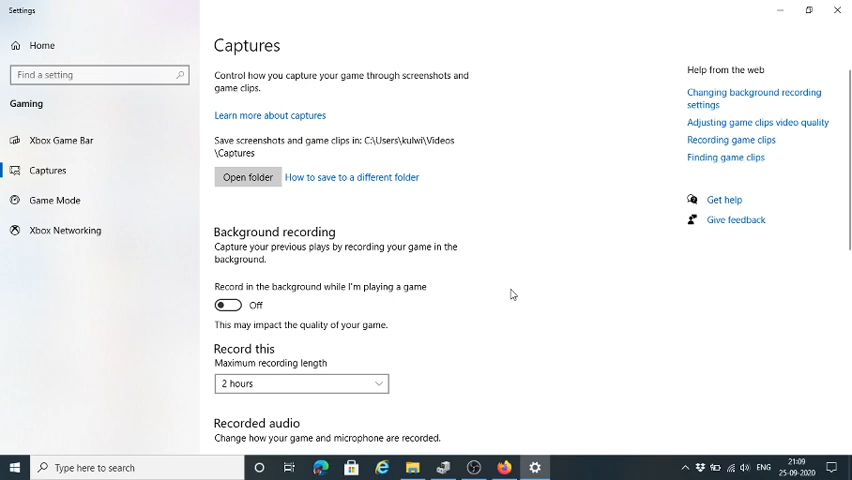 Settings
Home
Find a setting
Gaming
Xbox Game Bar
Captures
Game Mode
Xbox Networking
Captures
Control how you capture your game through screenshots and
game clips.
Learn more about captures
Save screenshots and game clips in: C:\Users\kulwi\Videos
\Captures
Open folder
How to save to a different folder
Background recording
Capture your previous plays by recording your game in the
background.
Record in the background while I'm playing a game
Off
This may impact the quality of your game.
Record this
Maximum recording length
2 hours
Recorded audio
Change how your game and microphone are recorded.
Help from the web
Changing background recording
settings
Adjusting game clips video quality
Recording game clips
Finding game clips
Get help
Give feedback
Type here to search
ENG
21:09
25-09-2020